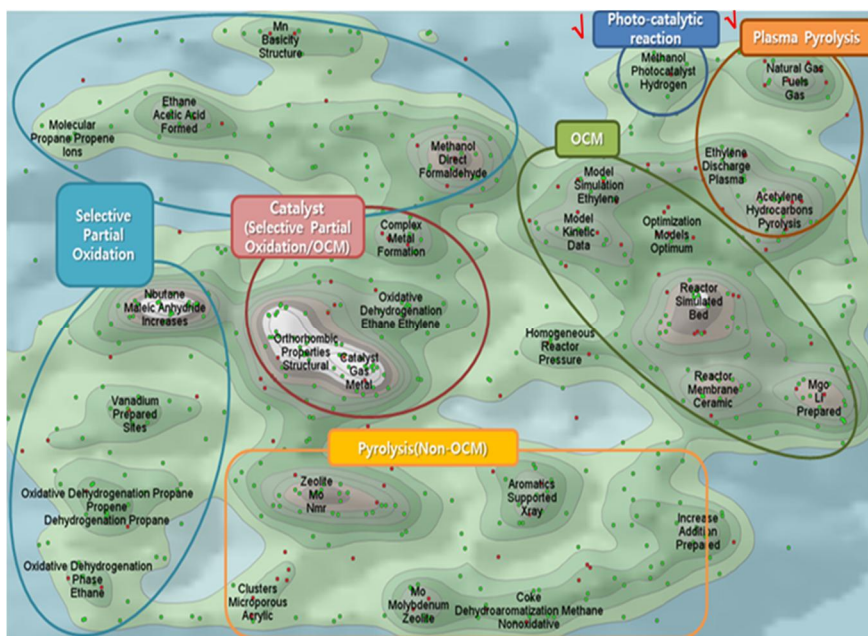 Mn
Basicity
Structure
Photo-catalytic
reaction
Plasma Pyrolysis
Methanol
Photocatalyst
Hydrogen
Natural Gas
Fuels
Gas
Ethane
Acetic Acid
Formed
Molecular
Propane Propene
Ions
Methanol
Direct
Formaldehyde
OCM
Ethylene
Discharge
Plasma
Model
Simulation
Ethylene
Acetylene
Hydrocarbons
Pyrolysis
Selective
Partial
Oxidation
Catalyst
(Selective Partial
Oxidation/OCM)
Complex
Metal
Formation
Model
Kinetic
Data
Optimization
Models
Optimum
Nbutane
Maleic Anhydride
Increases
Oxidative
Dehydrogenation
Ethane Ethylene
Reactor
Simulated
Bed
Orthorhombic
Properties
Structural
Catalyst
Gas
Metal
Homogeneous
Reactor
Pressure
Reactor
Membrane
Ceramic
Mgo
Li
Prepared
Vanadium
Prepared
Sites
Pyrolysis(Non-OCM)
Zeolite
Mo
Nmr
Aromatics
Supported
Xray
Oxidative Dehydrogenation Propane
Propene
Dehydrogenation Propane
Increase
Addition
Prepared
Oxidative Dehydrogenation
Phase
Ethane
Clusters
Microporous
Acrylic
Mo
Molybdenum
Zeolite
Coke
Dehydroaromatization Methane
Nonoxidative